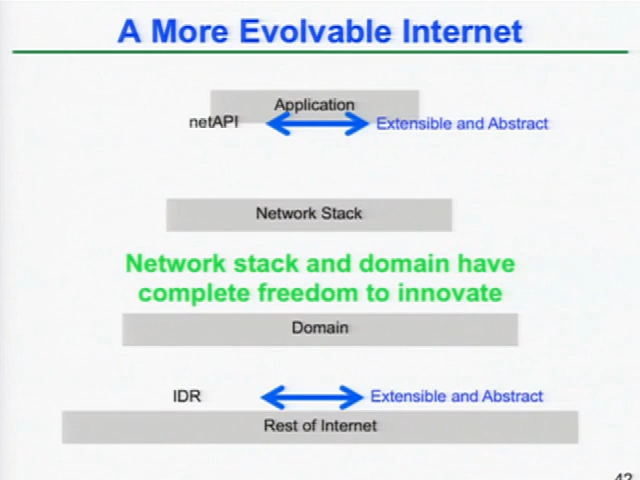 A More Evolvable Internet
Application
netAPI
Extensible and Abstract
Network Stack
Network stack and domain have
complete freedom to innovate
Domain
IDR
Extensible and Abstract
Rest of Internet